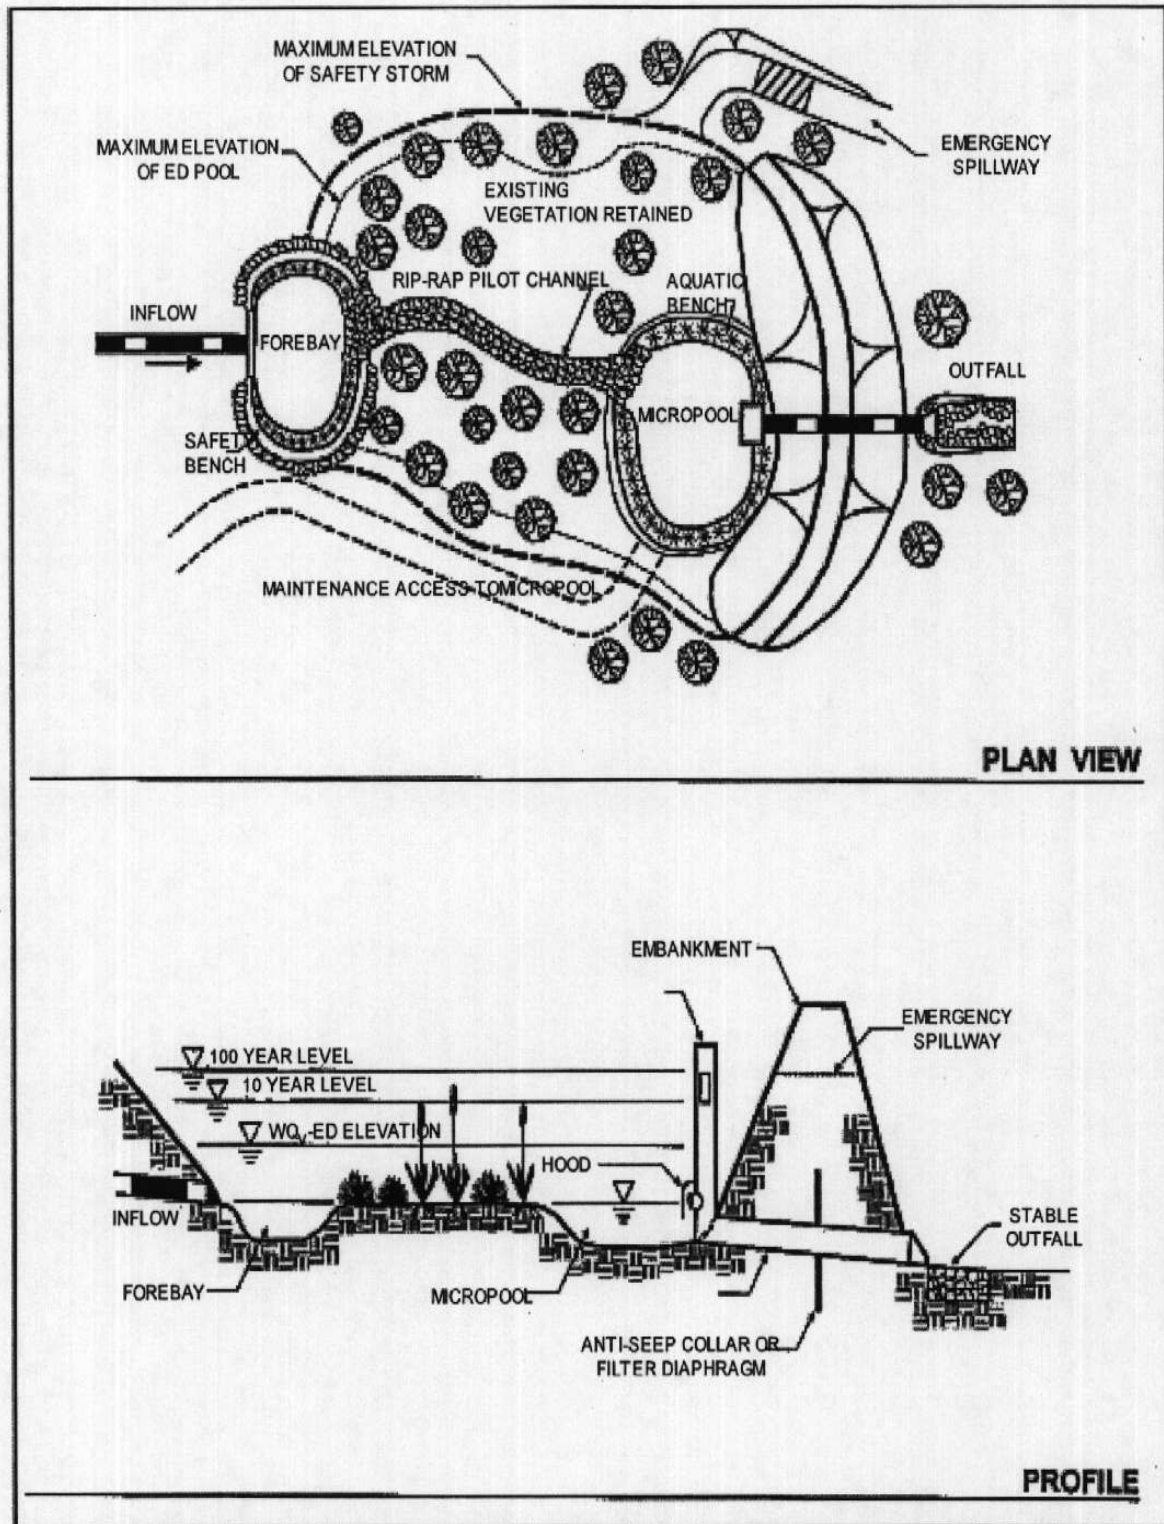 MAXIMUM ELEVATION
OF SAFETY STORM
MAXIMUM ELEVATION
OF ED POOL
EMERGENCY
SPILLWAY
EXISTING
VEGETATION RETAINED
RIP-RAP PILOT CHANNEL
AQUATIC
BENCH
INFLOW
FOREBAY
OUTFALL
MICROPOOL
SAFETY
BENCH
MAINTENANCE ACCESS TOMICROPOOL
PLAN VIEW
EMBANKMENT
EMERGENCY
SPILLWAY
100 YEAR LEVEL
10 YEAR LEVEL
WQv-ED ELEVATION
HOOD
INFLOW
STABLE
OUTFALL
FOREBAY
MICROPOOL
ANTI-SEEP COLLAR OR
FILTER DIAPHRAGM
PROFILE